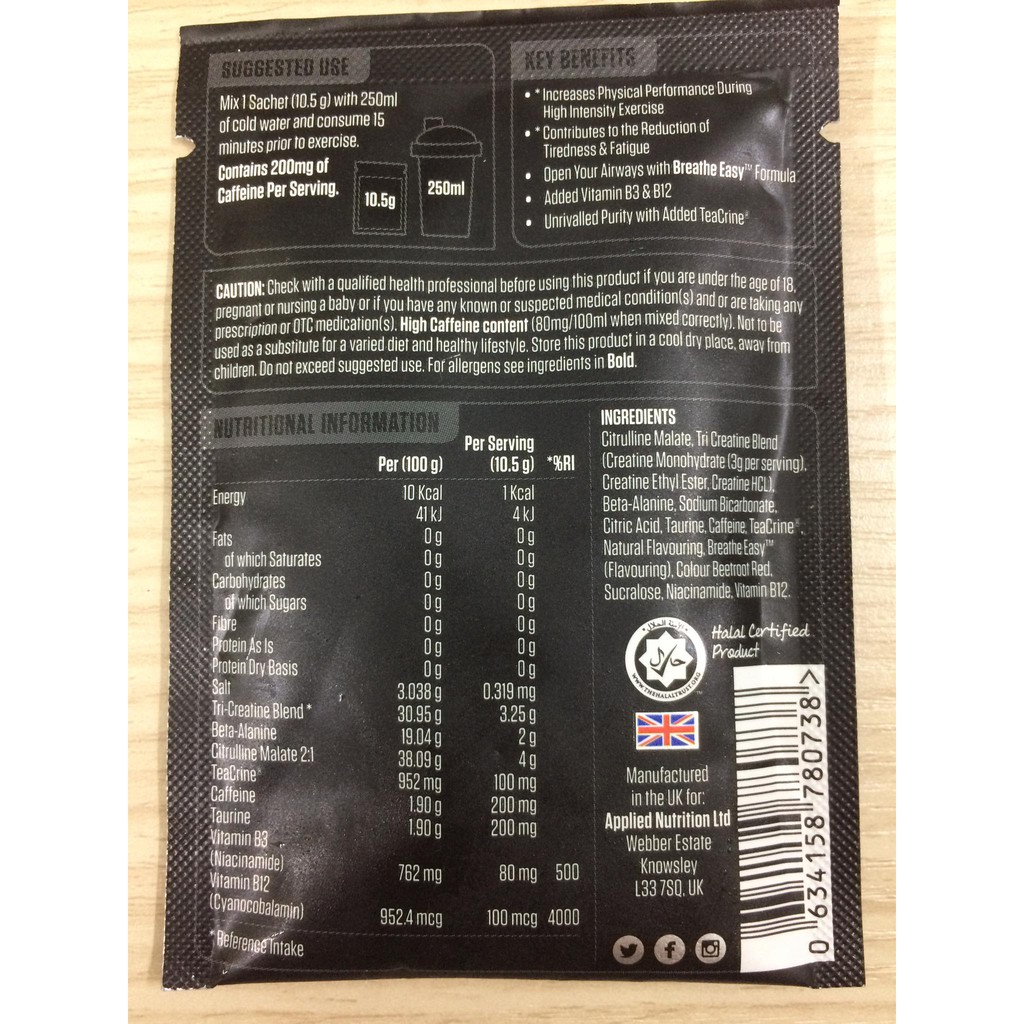 SUGGESTED USE
Mix 1 Sachet (10.5 g) with 250ml
of cold water and consume 15
minutes prior to exercise.
Contains 200mg of
Caffeine Per Serving.
10.5g
250ml
KEY BENEFITS
• * Increases Physical Performance During
High Intensity Exercise
• * Contributes to the Reduction of
Tiredness & Fatigue
• Open Your Airways with Breathe Easy™ Formula
• Added Vitamin B3 & B12
• Unrivalled Purity with Added TeaCrine®
CAUTION: Check with a qualified health professional before using this product if you are under the age of 18,
pregnant or nursing a baby or if you have any known or suspected medical condition(s) and or are taking any
prescription or OTC medication(s). High Caffeine content (80mg/100ml when mixed correctly). Not to be
used as a substitute for a varied diet and healthy lifestyle. Store this product in a cool dry place, away from
children. Do not exceed suggested use. For allergens see ingredients in Bold.
NUTRITIONAL INFORMATION
Per (100 g) Per Serving (10.5 g) *%RI
Energy 10 Kcal 1 Kcal
41 kJ 4 kJ
Fats 0 g 0 g
of which Saturates 0 g 0 g
Carbohydrates 0 g 0 g
of which Sugars 0 g 0 g
Fibre 0 g 0 g
Protein As Is 0 g 0 g
Protein Dry Basis 0 g 0 g
Salt 3.038 g 0.319 mg
Tri-Creatine Blend * 30.95 g 3.25 g
Beta-Alanine 19.04 g 2 g
Citrulline Malate 2:1 38.09 g 4 g
TeaCrine® 952 mg 100 mg
Caffeine 1.90 g 200 mg
Taurine 1.90 g 200 mg
Vitamin B3
(Niacinamide) 762 mg 80 mg 500
Vitamin B12
(Cyanocobalamin) 952.4 mcg 100 mcg 4000
* Reference Intake
INGREDIENTS
Citrulline Malate, Tri Creatine Blend
(Creatine Monohydrate (3g per serving),
Creatine Ethyl Ester, Creatine HCL),
Beta-Alanine, Sodium Bicarbonate,
Citric Acid, Taurine, Caffeine, TeaCrine®,
Natural Flavouring, Breathe Easy™
(Flavouring), Colour Beetroot Red,
Sucralose, Niacinamide, Vitamin B12.
حلال
WWW.THEHALALTRUST.ORG
Halal Certified
Product
Manufactured
in the UK for:
Applied Nutrition Ltd
Webber Estate
Knowsley
L33 7SQ, UK
0 634158 780738 >